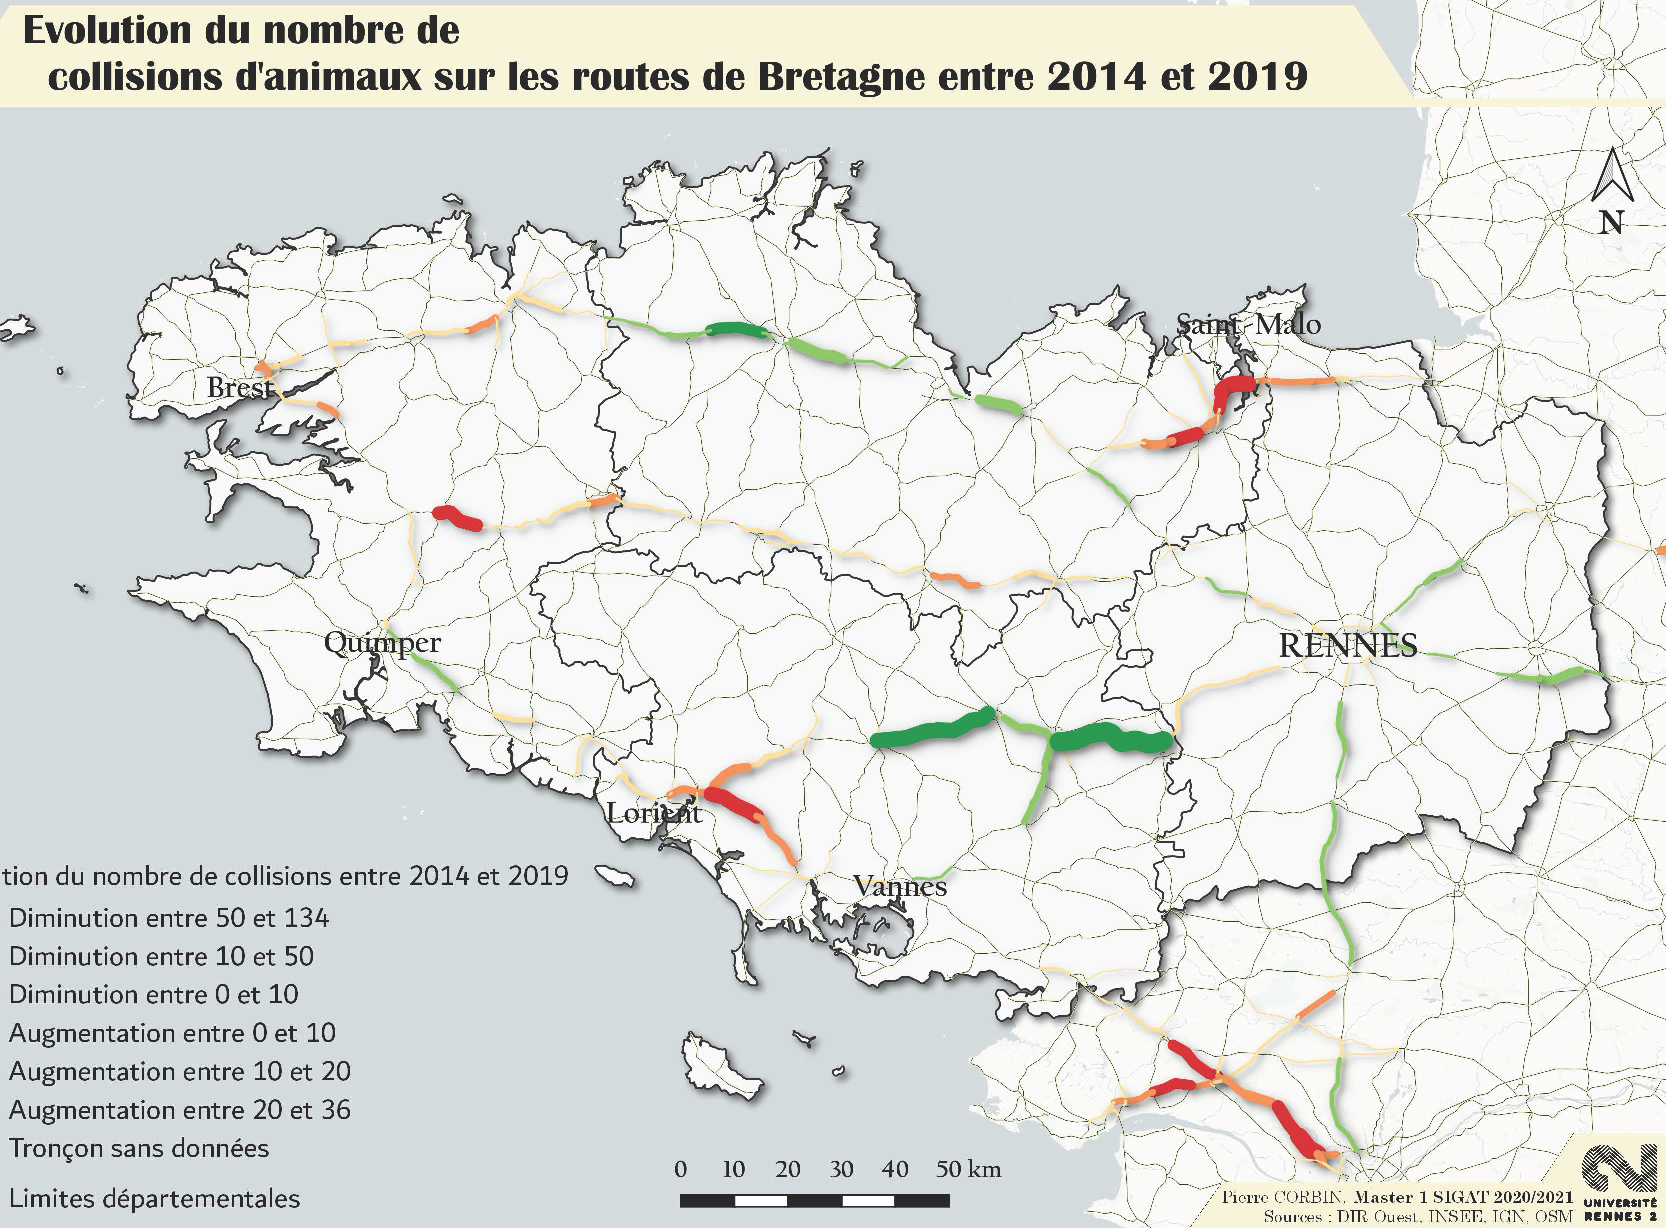 Evolution du nombre de
collisions d'animaux sur les routes de Bretagne entre 2014 et 2019
N
Saint-Malo
Brest
Quimper
RENNES
Lorient
Vannes
tion du nombre de collisions entre 2014 et 2019
Diminution entre 50 et 134
Diminution entre 10 et 50
Diminution entre 0 et 10
Augmentation entre 0 et 10
Augmentation entre 10 et 20
Augmentation entre 20 et 36
Tronçon sans données
Limites départementales
0 10 20 30 40 50 km
Pierre CORBIN, Master 1 SIGAT 2020/2021
Sources : DIR Ouest, INSEE, IGN, OSM
UNIVERSITÉ
RENNES 2